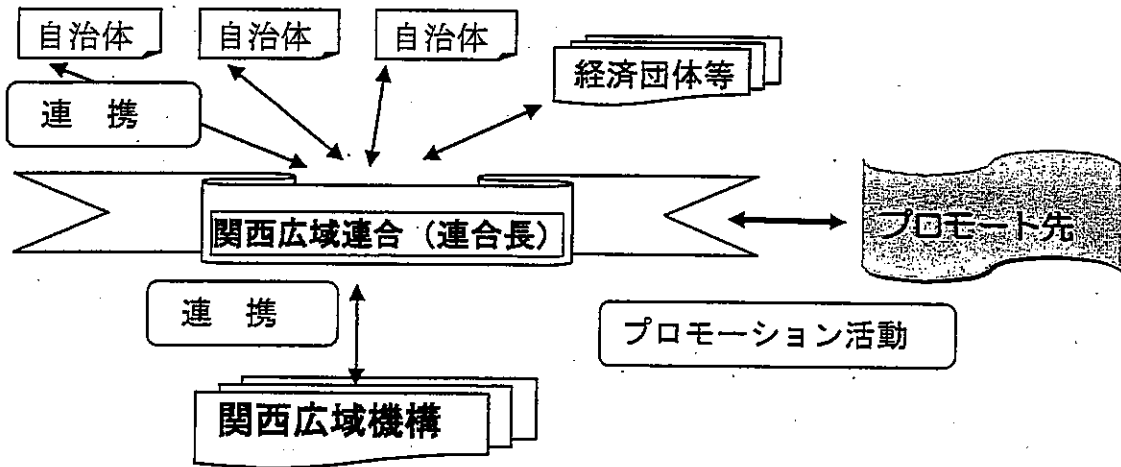 自治体
自治体
自治体
経済団体等
連　携
関西広域連合（連合長）
プロモート先
連　携
プロモーション活動
関西広域機構